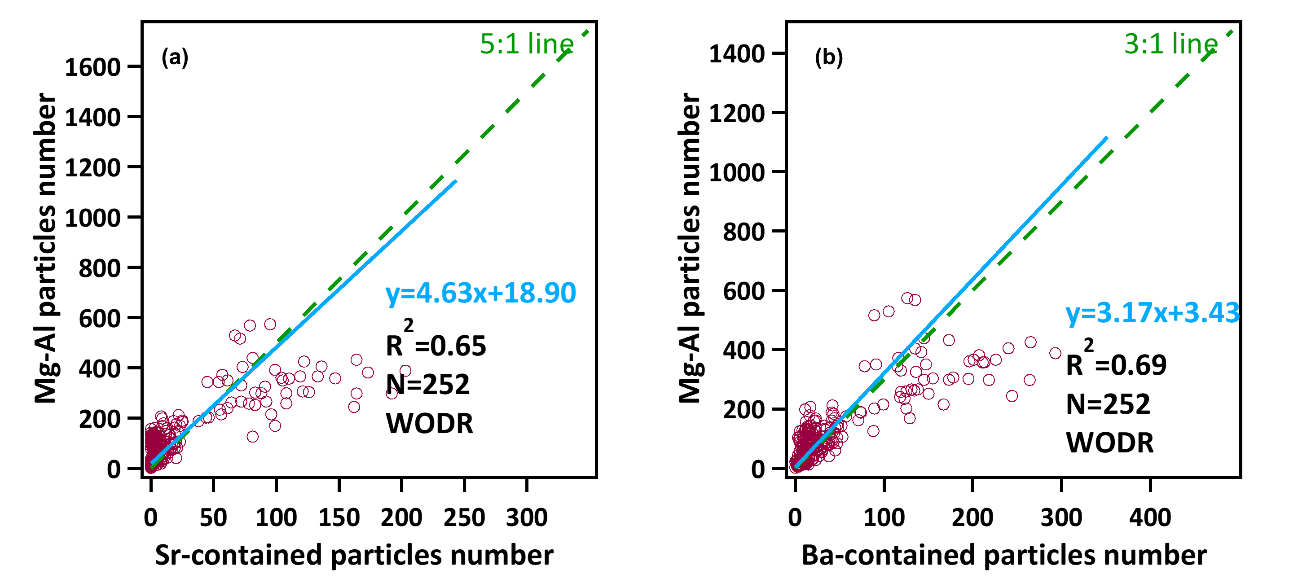 (a)
5:1 line
1600
1400
1200
1000
800
600
400
200
0
Mg-Al particles number
y=4.63x+18.90
R²=0.65
N=252
WODR
0 50 100 150 200 250 300
Sr-contained particles number
(b)
3:1 line
1400
1200
1000
800
600
400
200
0
Mg-Al particles number
y=3.17x+3.43
R²=0.69
N=252
WODR
0 100 200 300 400
Ba-contained particles number